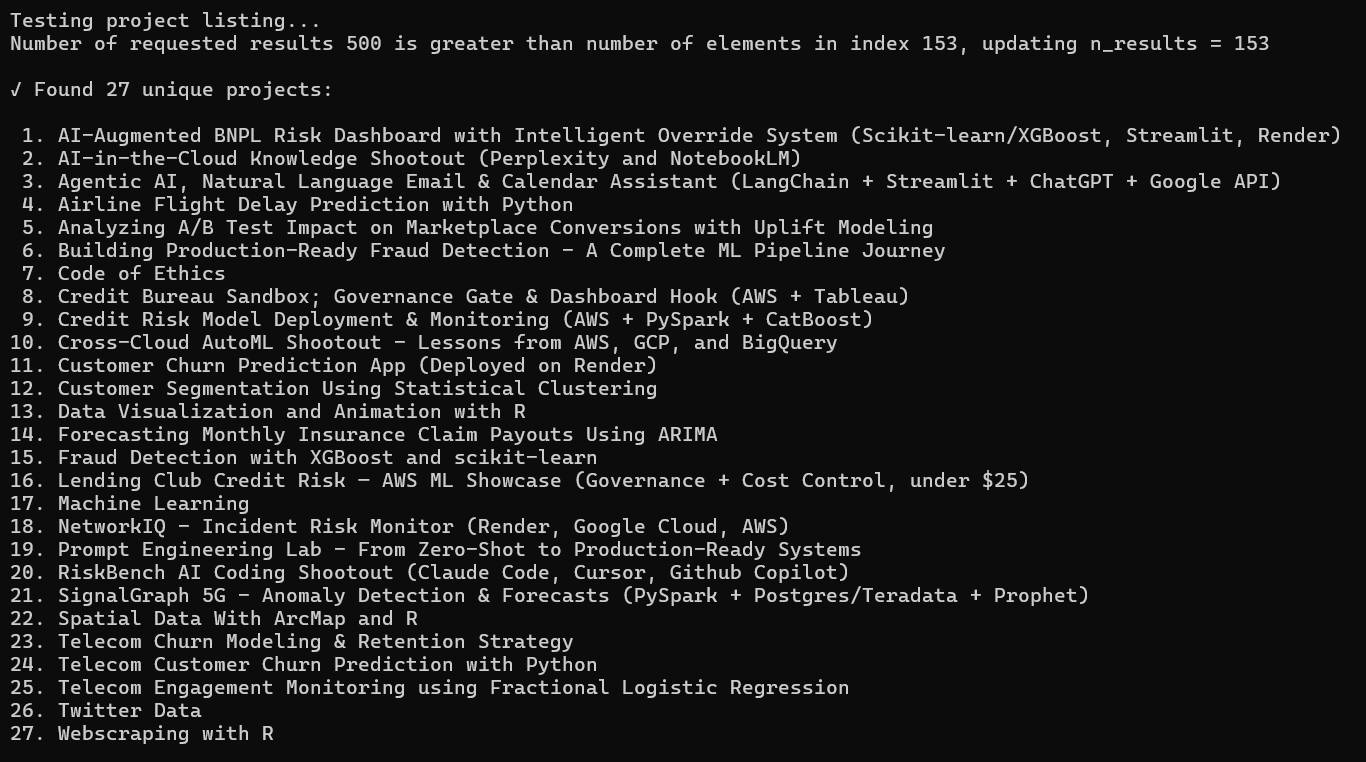 Testing project listing...
Number of requested results 500 is greater than number of elements in index 153, updating n_results = 153
✓ Found 27 unique projects:
1. AI-Augmented BNPL Risk Dashboard with Intelligent Override System (Scikit-learn/XGBoost, Streamlit, Render)
2. AI-in-the-Cloud Knowledge Shootout (Perplexity and NotebookLM)
3. Agentic AI, Natural Language Email & Calendar Assistant (LangChain + Streamlit + ChatGPT + Google API)
4. Airline Flight Delay Prediction with Python
5. Analyzing A/B Test Impact on Marketplace Conversions with Uplift Modeling
6. Building Production-Ready Fraud Detection - A Complete ML Pipeline Journey
7. Code of Ethics
8. Credit Bureau Sandbox; Governance Gate & Dashboard Hook (AWS + Tableau)
9. Credit Risk Model Deployment & Monitoring (AWS + PySpark + CatBoost)
10. Cross-Cloud AutoML Shootout - Lessons from AWS, GCP, and BigQuery
11. Customer Churn Prediction App (Deployed on Render)
12. Customer Segmentation Using Statistical Clustering
13. Data Visualization and Animation with R
14. Forecasting Monthly Insurance Claim Payouts Using ARIMA
15. Fraud Detection with XGBoost and scikit-learn
16. Lending Club Credit Risk – AWS ML Showcase (Governance + Cost Control, under $25)
17. Machine Learning
18. NetworkIQ - Incident Risk Monitor (Render, Google Cloud, AWS)
19. Prompt Engineering Lab - From Zero-Shot to Production-Ready Systems
20. RiskBench AI Coding Shootout (Claude Code, Cursor, Github Copilot)
21. SignalGraph 5G - Anomaly Detection & Forecasts (PySpark + Postgres/Teradata + Prophet)
22. Spatial Data With ArcMap and R
23. Telecom Churn Modeling & Retention Strategy
24. Telecom Customer Churn Prediction with Python
25. Telecom Engagement Monitoring using Fractional Logistic Regression
26. Twitter Data
27. Webscraping with R